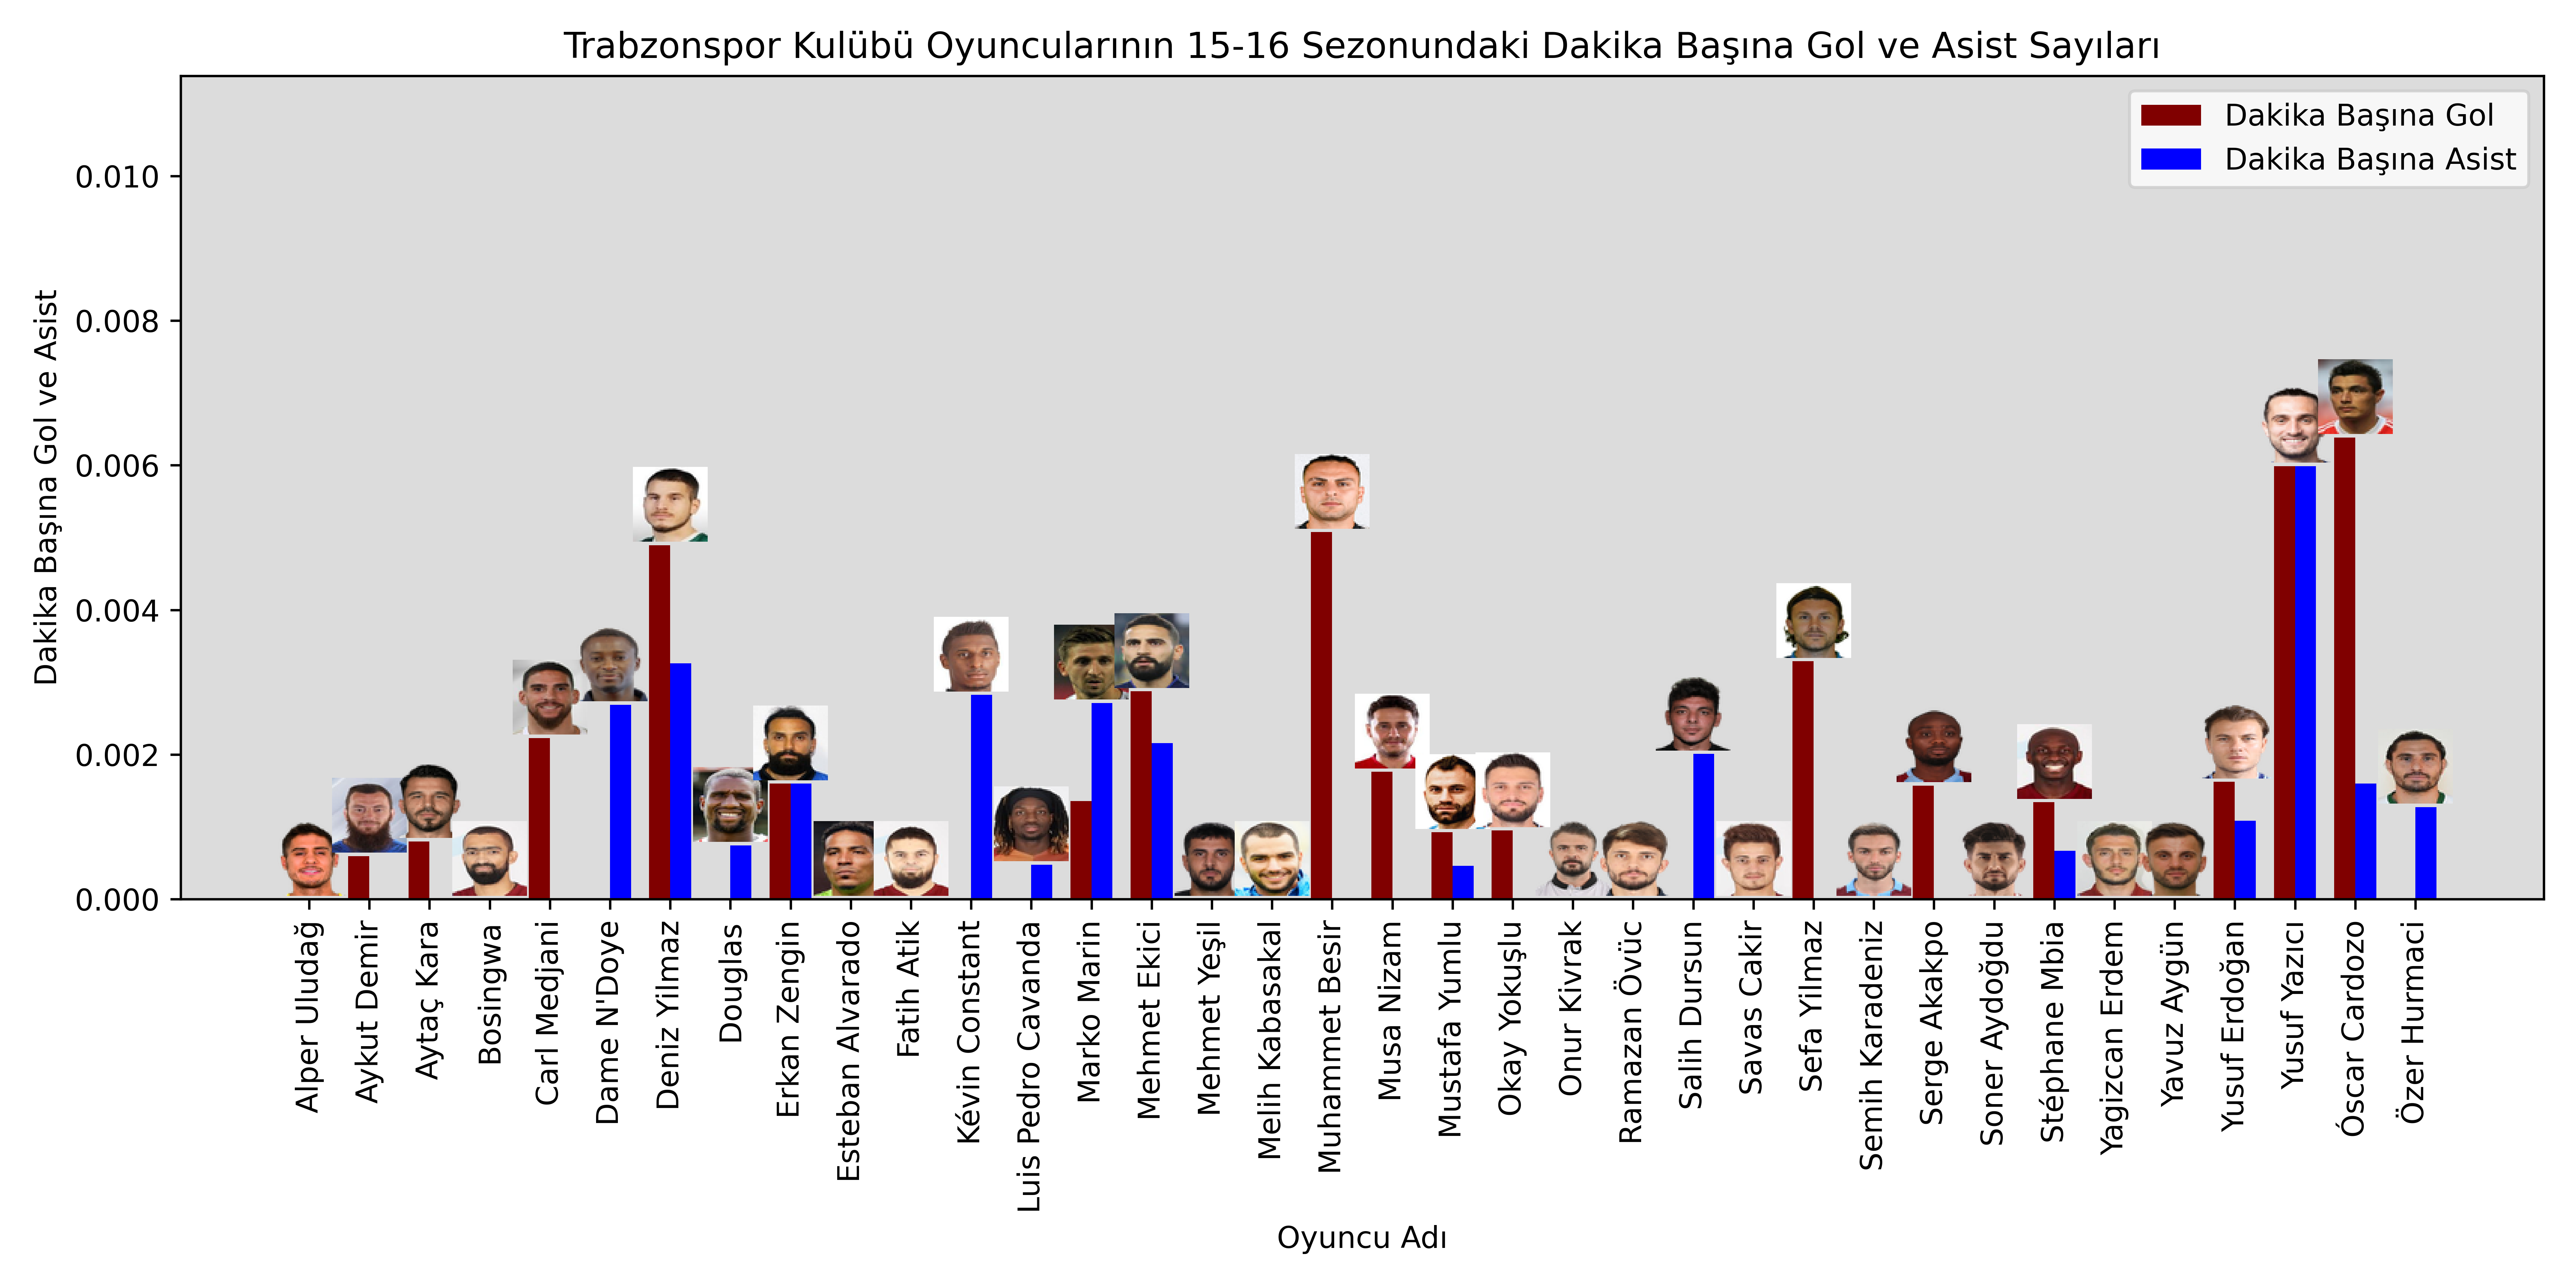 Trabzonspor Kulübü Oyuncularının 15-16 Sezonundaki Dakika Başına Gol ve Asist Sayıları
Dakika Başına Gol
Dakika Başına Asist
Dakika Başına Gol ve Asist
0.010
0.008
0.006
0.004
0.002
0.000
Alper Uludağ
Aykut Demir
Aytaç Kara
Bosingwa
Carl Medjani
Dame N'Doye
Deniz Yilmaz
Douglas
Erkan Zengin
Esteban Alvarado
Fatih Atik
Kévin Constant
Luis Pedro Cavanda
Marko Marin
Mehmet Ekici
Mehmet Yeşil
Melih Kabasakal
Muhammet Besir
Musa Nizam
Mustafa Yumlu
Okay Yokuşlu
Onur Kivrak
Ramazan Övüc
Salih Dursun
Savas Cakir
Sefa Yilmaz
Semih Karadeniz
Serge Akakpo
Soner Aydoğdu
Stéphane Mbia
Yagizcan Erdem
Yavuz Aygün
Yusuf Erdoğan
Yusuf Yazıcı
Óscar Cardozo
Özer Hurmaci
Oyuncu Adı